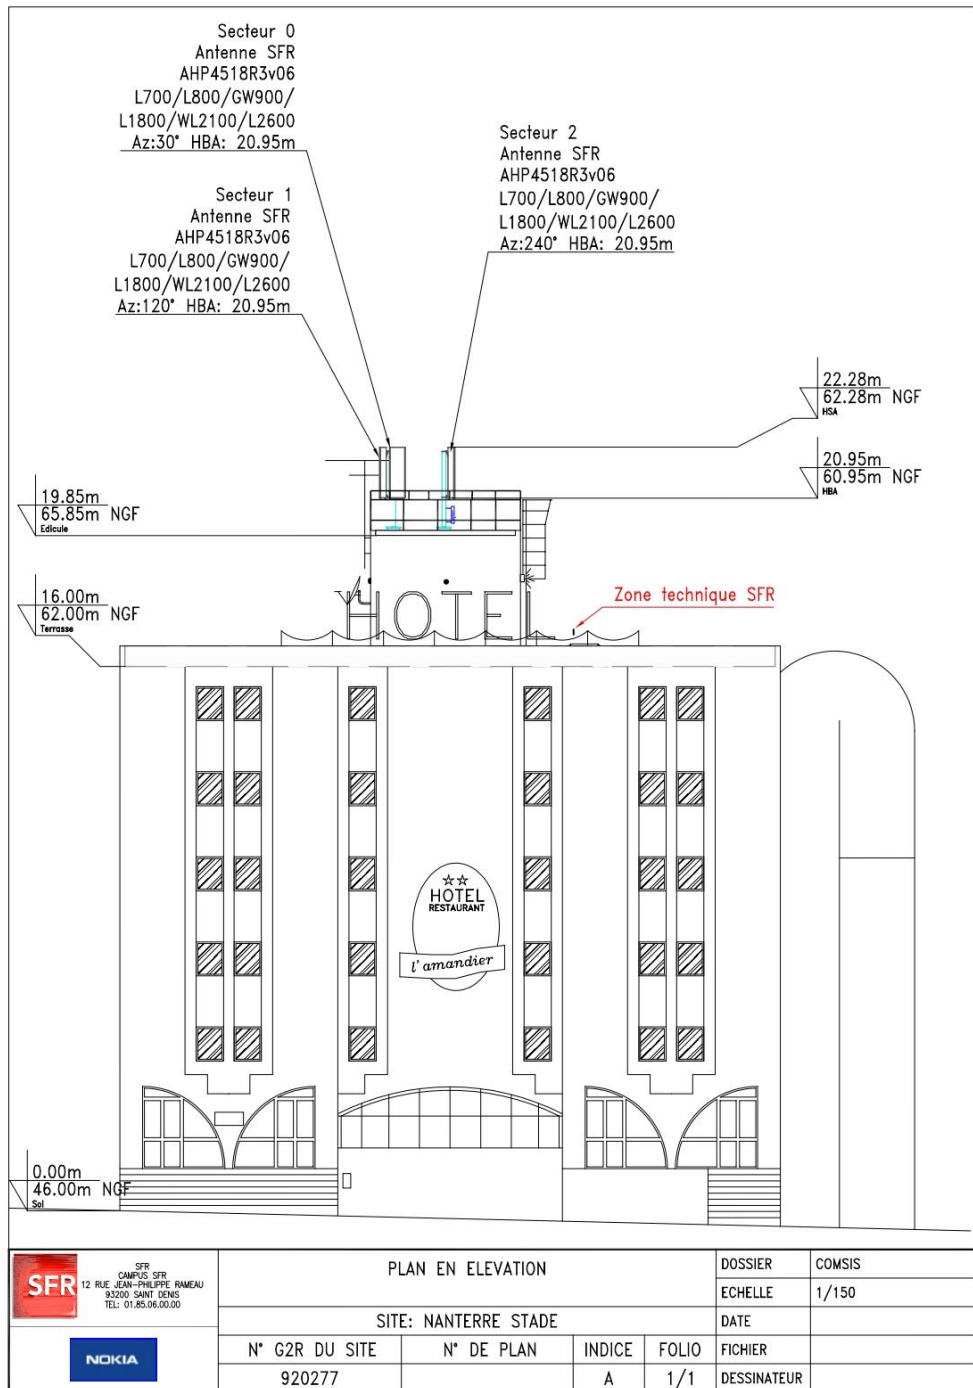 Secteur 0
Antenne SFR
AHP4518R3v06
L700/L800/GW900/
L1800/WL2100/L2600
Az:30° HBA: 20.95m
Secteur 1
Antenne SFR
AHP4518R3v06
L700/L800/GW900/
L1800/WL2100/L2600
Az:120° HBA: 20.95m
Secteur 2
Antenne SFR
AHP4518R3v06
L700/L800/GW900/
L1800/WL2100/L2600
Az:240° HBA: 20.95m
22.28m
62.28m NGF
HSA
20.95m
60.95m NGF
HBA
19.85m
65.85m NGF
Edicule
16.00m
62.00m NGF
Terrasse
Zone technique SFR
HOTEL
HOTEL
RESTAURANT
l'amandier
0.00m
46.00m NGF
Sol
SFR
SFR
CAMPUS SFR
12 RUE JEAN-PHILIPPE RAMEAU
93200 SAINT DENIS
TEL: 01.85.06.00.00
NOKIA
PLAN EN ELEVATION
SITE: NANTERRE STADE
N° G2R DU SITE
N° DE PLAN
INDICE
FOLIO
920277
A
1/1
DOSSIER
COMSIS
ECHELLE
1/150
DATE
FICHIER
DESSINATEUR